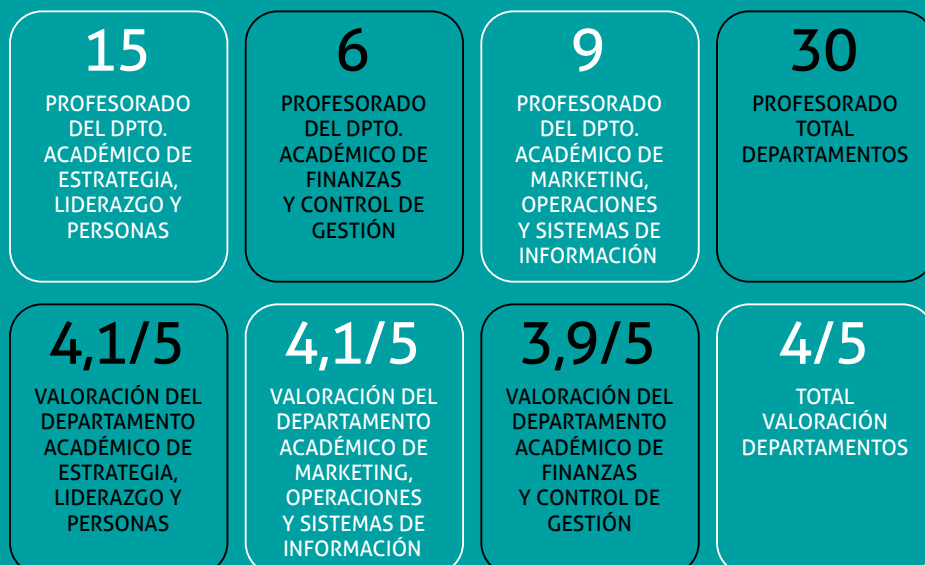 15
PROFESORADO
DEL DPTO.
ACADÉMICO DE
ESTRATEGIA,
LIDERAZGO Y
PERSONAS
6
PROFESORADO
DEL DPTO.
ACADÉMICO DE
FINANZAS
Y CONTROL DE
GESTIÓN
9
PROFESORADO
DEL DPTO.
ACADÉMICO DE
MARKETING,
OPERACIONES
Y SISTEMAS DE
INFORMACIÓN
30
PROFESORADO
TOTAL
DEPARTAMENTOS
4,1/5
VALORACIÓN DEL
DEPARTAMENTO
ACADÉMICO DE
ESTRATEGIA,
LIDERAZGO Y
PERSONAS
4,1/5
VALORACIÓN DEL
DEPARTAMENTO
ACADÉMICO DE
MARKETING,
OPERACIONES
Y SISTEMAS DE
INFORMACIÓN
3,9/5
VALORACIÓN DEL
DEPARTAMENTO
ACADÉMICO DE
FINANZAS
Y CONTROL DE
GESTIÓN
4/5
TOTAL
VALORACIÓN
DEPARTAMENTOS